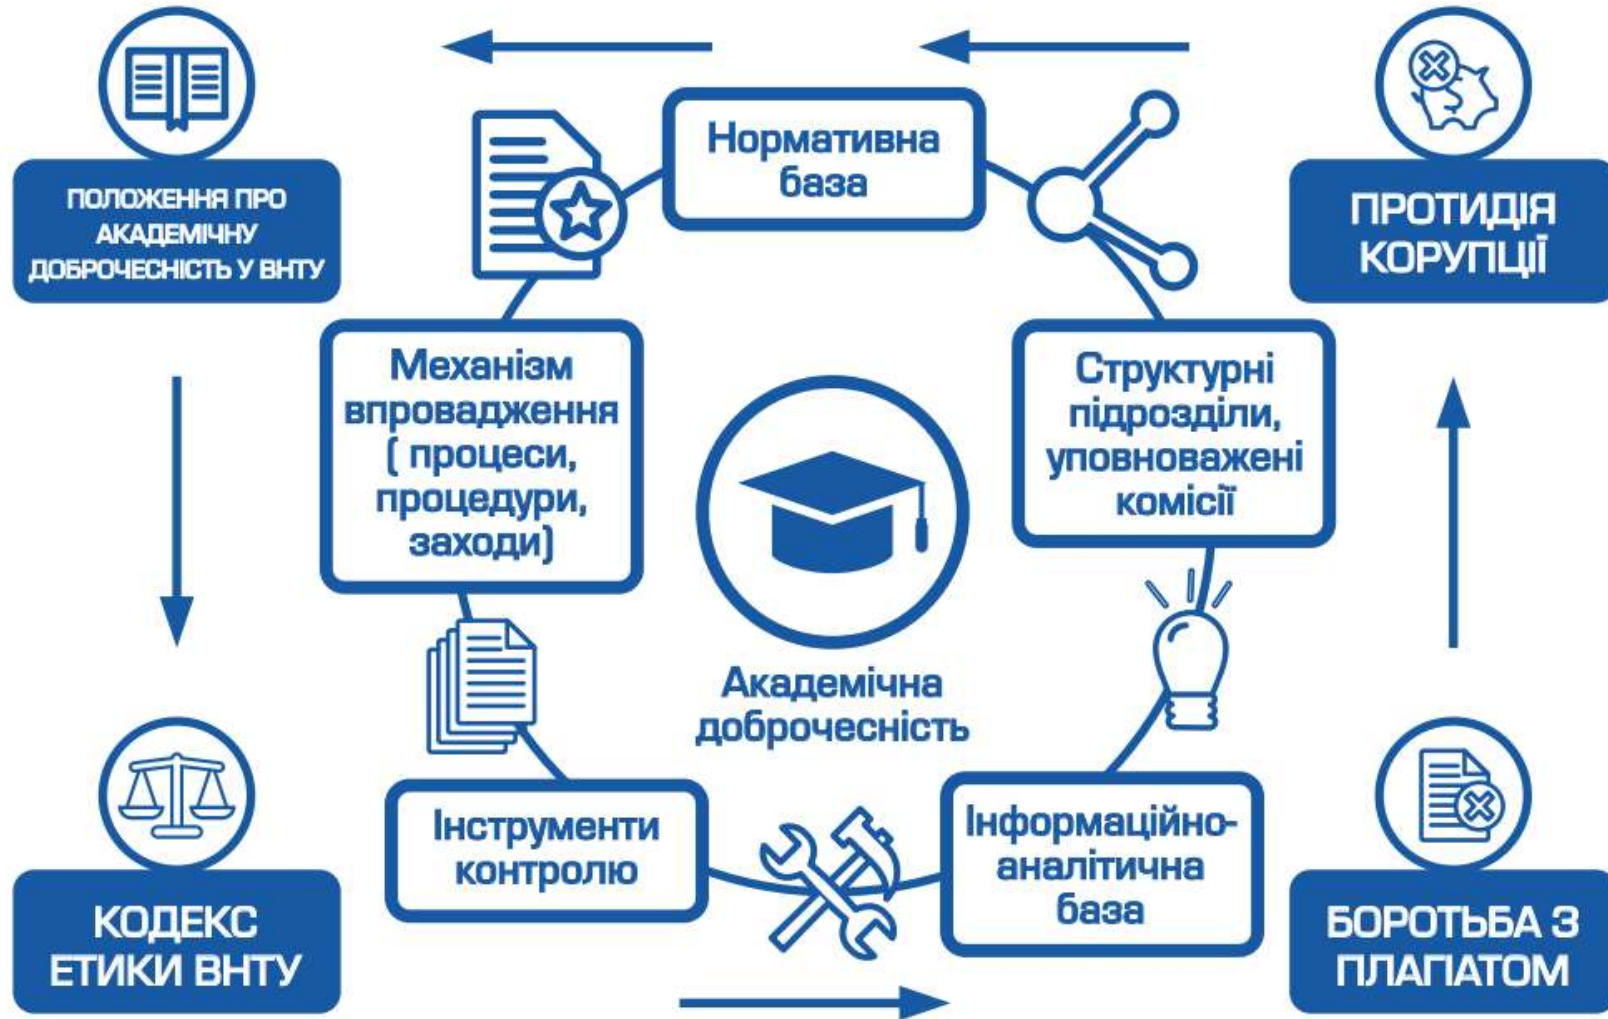 Нормативна
база
ПОЛОЖЕННЯ ПРО
АКАДЕМІЧНУ
ДОБРОЧЕСНІСТЬ У ВНТУ
ПРОТИДІЯ
КОРУПЦІЇ
Механізм
впровадження
( процеси,
процедури,
заходи)
Структурні
підрозділи,
уповноважені
комісії
Академічна
доброчесність
Інструменти
контролю
Інформаційно-
аналітична
база
КОДЕКС
ЕТИКИ ВНТУ
БОРОТЬБА З
ПЛАГІАТОМ